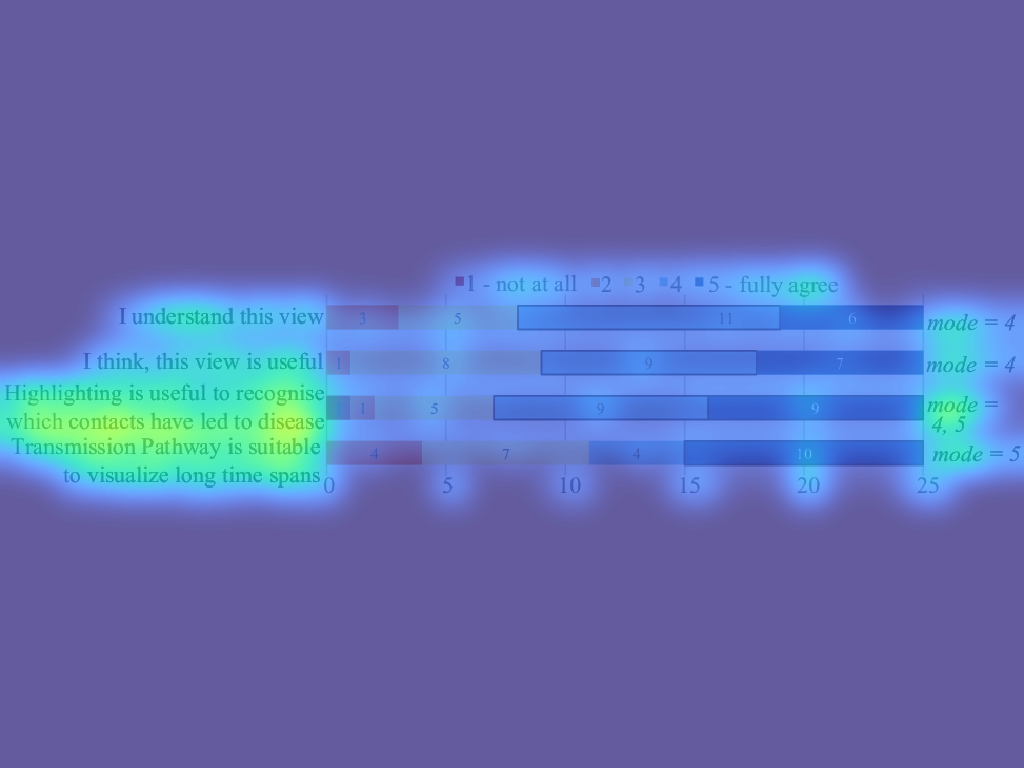 1 - not at all 2 3 4 5 - fully agree
I understand this view 3 5 11 6 mode = 4
I think, this view is useful 1 8 9 7 mode = 4
Highlighting is useful to recognise
which contacts have led to disease 1 1 5 9 9 mode =
4, 5
Transmission Pathway is suitable
to visualize long time spans 4 7 4 10 mode = 5
0 5 10 15 20 25